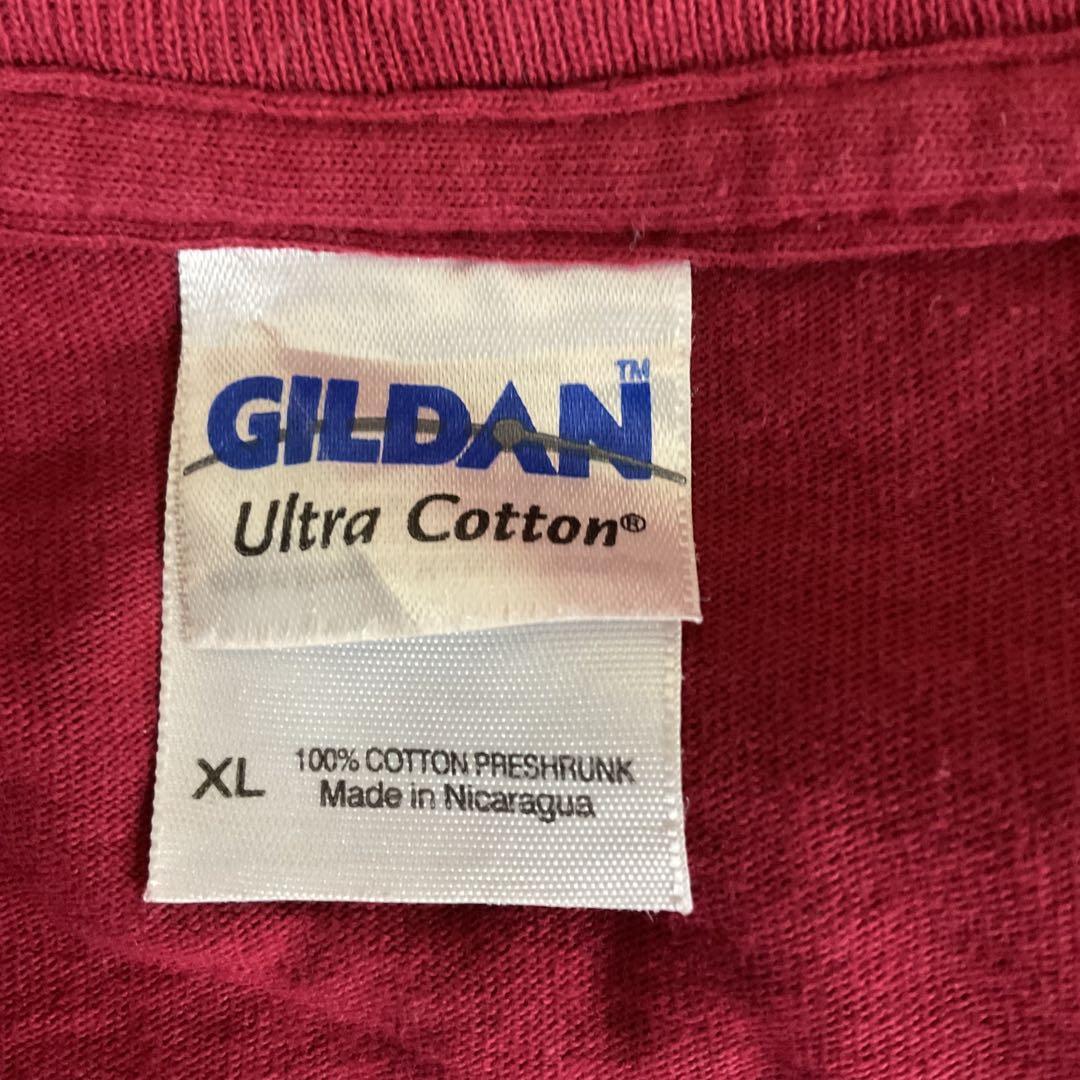 GILDAN™
Ultra Cotton®
XL 100% COTTON PRESHRUNK
Made in Nicaragua